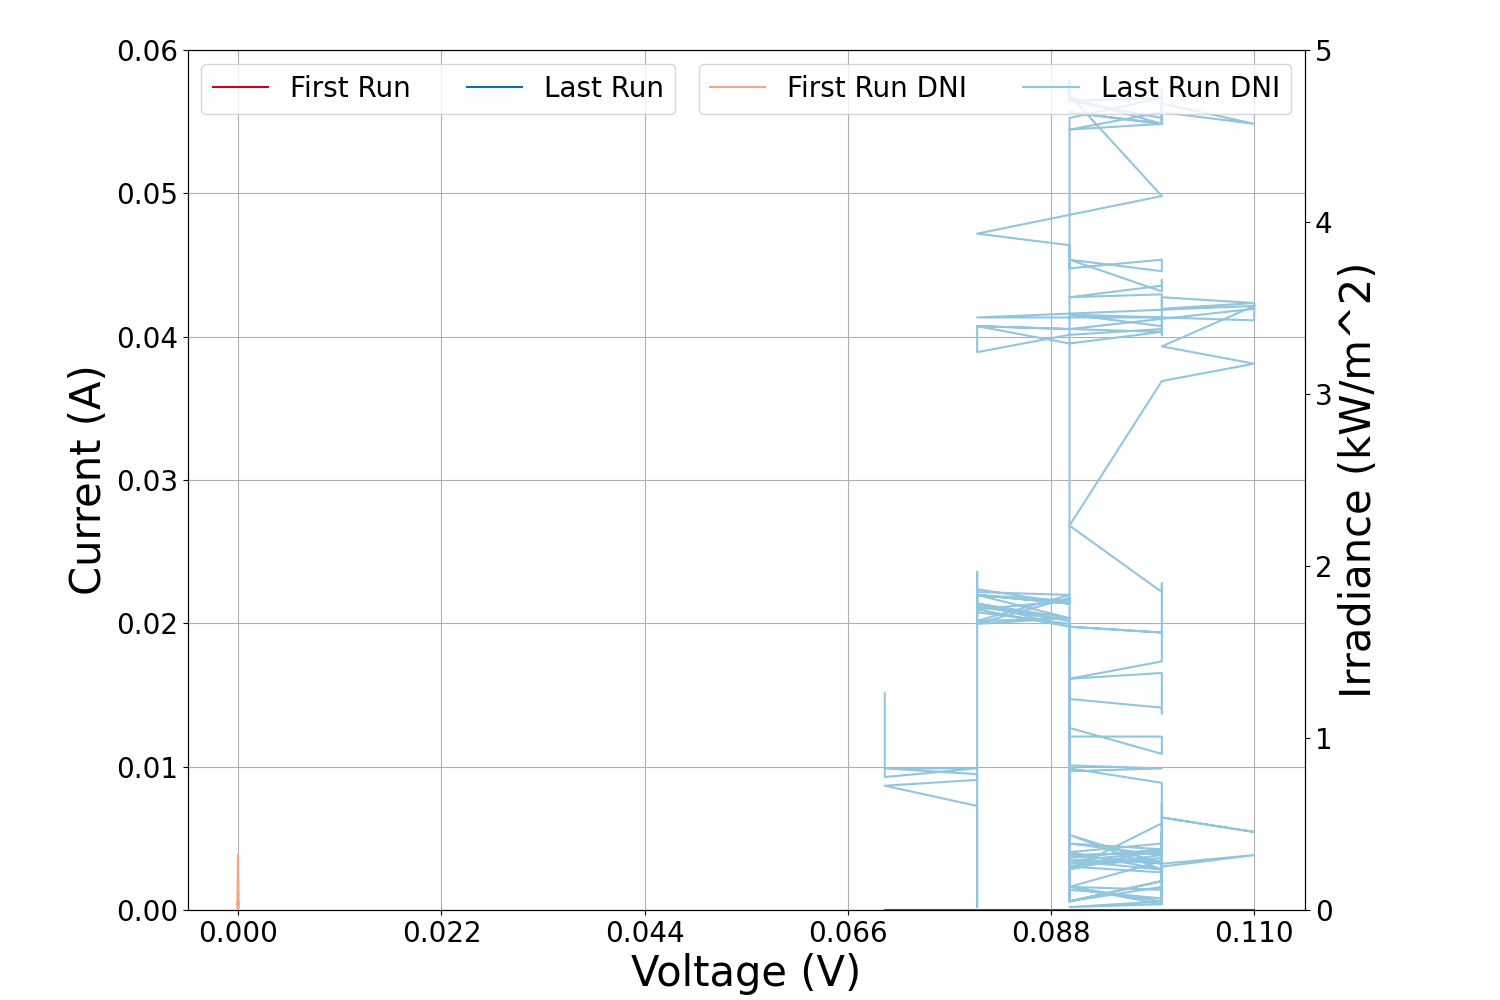 First Run
Last Run
First Run DNI
Last Run DNI
Current (A)
0.06
0.05
0.04
0.03
0.02
0.01
0.00
0.000
0.022
0.044
0.066
0.088
0.110
Voltage (V)
5
4
3
2
1
0
Irradiance (kW/m^2)